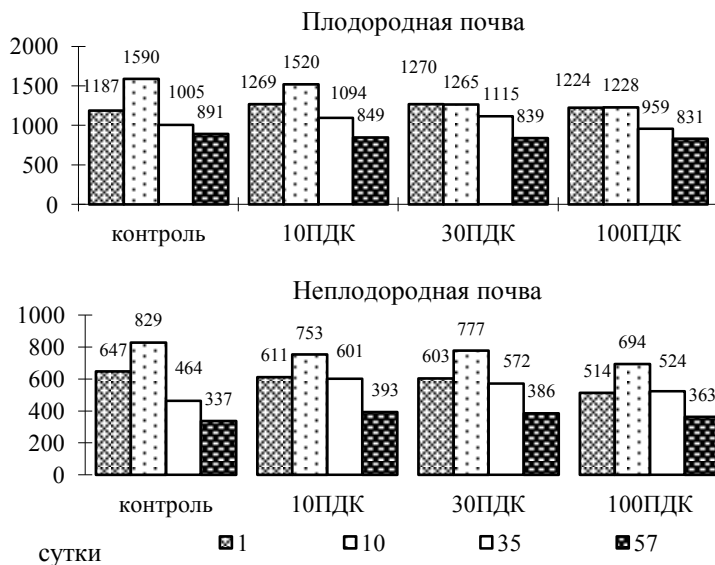 Плодородная почва
2000
1500
1000
500
0
1187 1590 1005 891
1269 1520 1094 849
1270 1265 1115 839
1224 1228 959 831
контроль 10ПДК 30ПДК 100ПДК
Неплодородная почва
1000
800
600
400
200
0
647 829 464 337
611 753 601 393
603 777 572 386
514 694 524 363
контроль 10ПДК 30ПДК 100ПДК
сутки 1 10 35 57